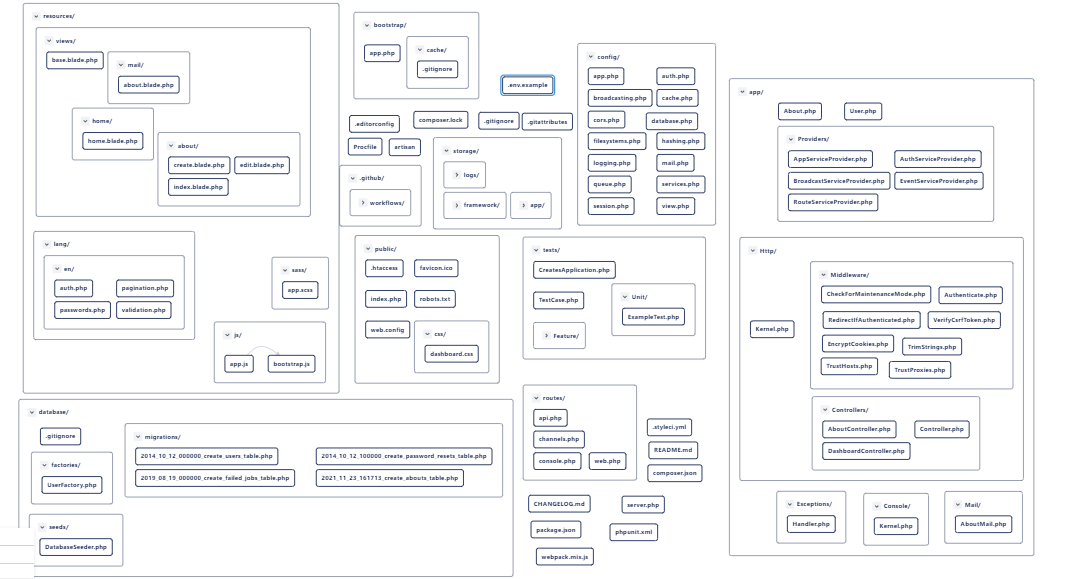 resources/
views/
base.blade.php
mail/
about.blade.php
home/
home.blade.php
about/
create.blade.php
edit.blade.php
index.blade.php
lang/
en/
auth.php
pagination.php
passwords.php
validation.php
sass/
app.scss
js/
app.js
bootstrap.js
bootstrap/
app.php
cache/
.gitignore
.env.example
.editorconfig
composer.lock
.gitignore
.gitattributes
Procfile
artisan
.github/
workflows/
storage/
logs/
framework/
app/
config/
app.php
auth.php
broadcasting.php
cache.php
cors.php
database.php
filesystems.php
hashing.php
logging.php
mail.php
queue.php
services.php
session.php
view.php
public/
.htaccess
favicon.ico
index.php
robots.txt
web.config
css/
dashboard.css
tests/
CreatesApplication.php
TestCase.php
Unit/
ExampleTest.php
Feature/
app/
About.php
User.php
Providers/
AppServiceProvider.php
AuthServiceProvider.php
BroadcastServiceProvider.php
EventServiceProvider.php
RouteServiceProvider.php
Http/
Kernel.php
Middleware/
CheckForMaintenanceMode.php
Authenticate.php
RedirectIfAuthenticated.php
VerifyCsrfToken.php
EncryptCookies.php
TrimStrings.php
TrustHosts.php
TrustProxies.php
Controllers/
AboutController.php
Controller.php
DashboardController.php
Exceptions/
Handler.php
Console/
Kernel.php
Mail/
AboutMail.php
database/
.gitignore
migrations/
2014_10_12_000000_create_users_table.php
2014_10_12_100000_create_password_resets_table.php
2019_08_19_000000_create_failed_jobs_table.php
2021_11_23_161713_create_abouts_table.php
factories/
UserFactory.php
seeds/
DatabaseSeeder.php
routes/
api.php
channels.php
console.php
web.php
.styleci.yml
README.md
composer.json
CHANGELOG.md
server.php
package.json
phpunit.xml
webpack.mix.js